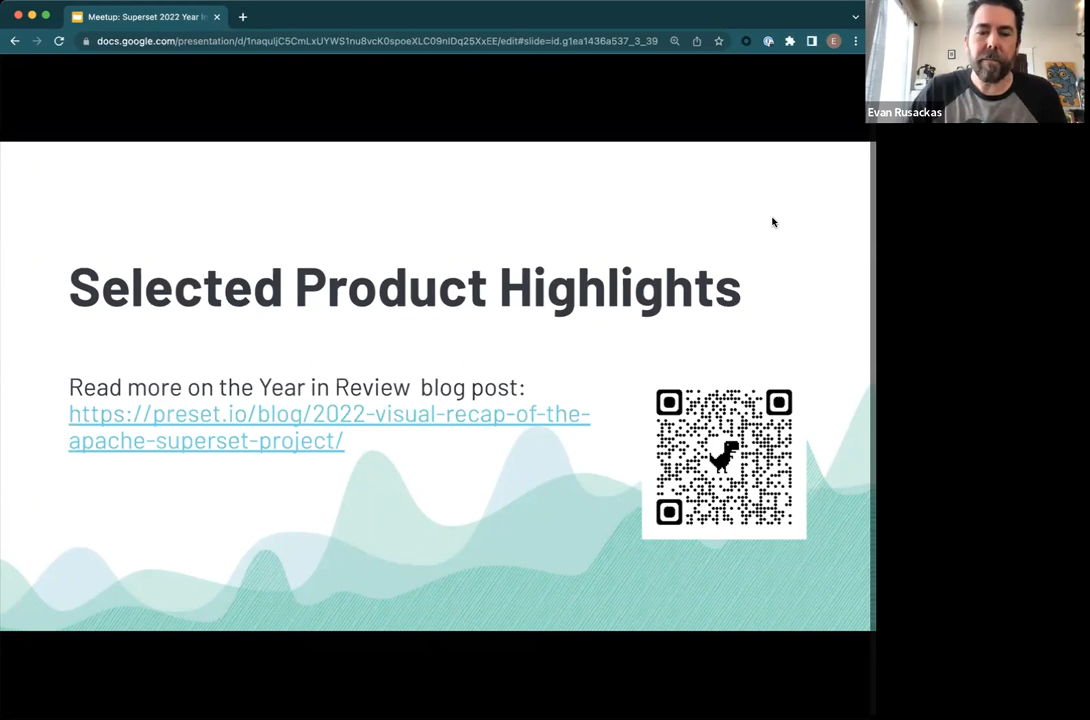 Meetup: Superset 2022 Year I
docs.google.com/presentation/d/1naquljC5CmLxUYWS1nu8vcK0spoeXLC09nIDq25XxEE/edit#slide=id.g1ea1436a537_3_39
E
Evan Rusackas
Selected Product Highlights
Read more on the Year in Review  blog post:
https://preset.io/blog/2022-visual-recap-of-the-
apache-superset-project/